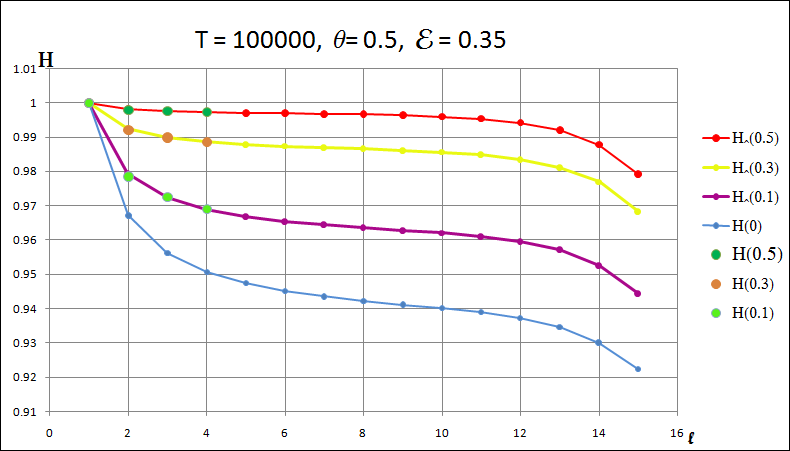 T = 100000, θ= 0.5, ℰ = 0.35
H
1.01
1
0.99
0.98
0.97
0.96
0.95
0.94
0.93
0.92
0.91
0 2 4 6 8 10 12 14 16
ℓ
H^(0.5)
H^(0.3)
H^(0.1)
H(0)
H(0.5)
H(0.3)
H(0.1)